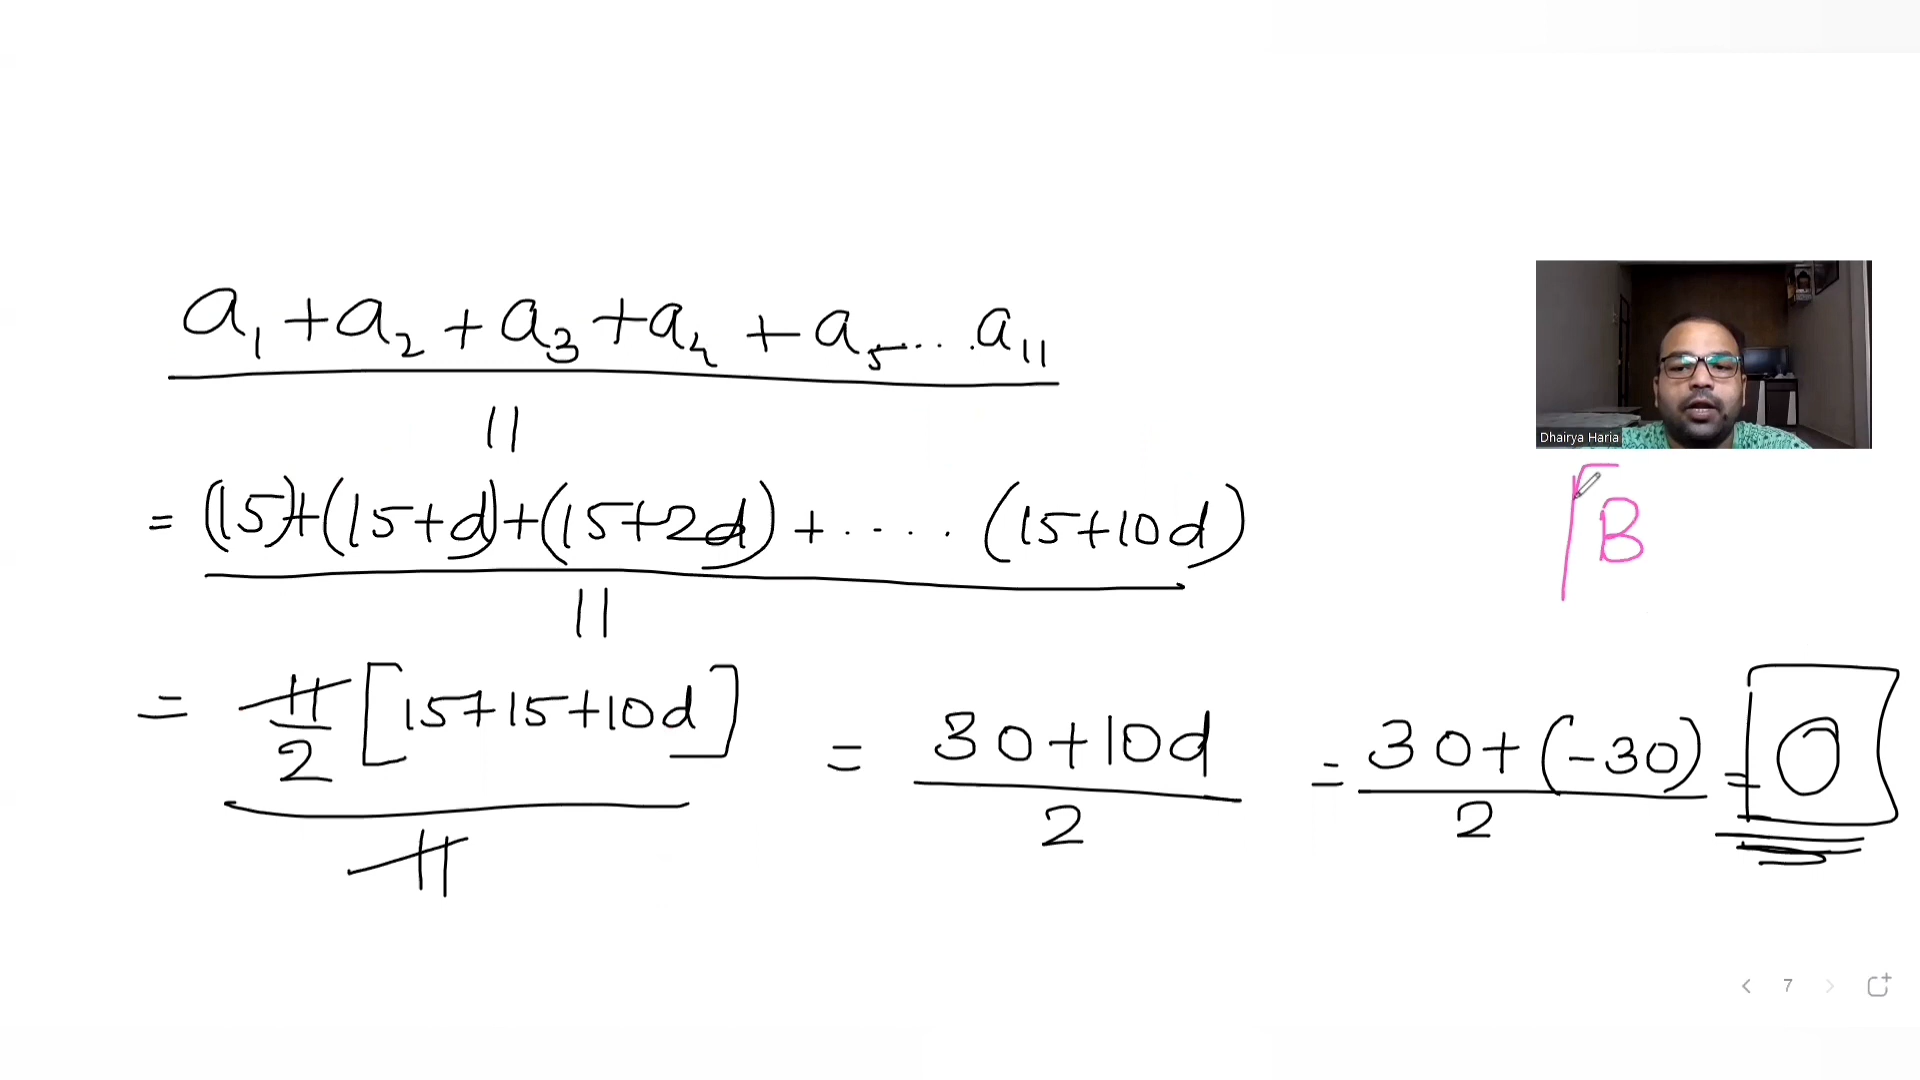 a₁ + a₂ + a₃ + a₄ + a₅ .... a₁₁
11
= (15) + (15+d) + (15+2d) + ..... (15+10d)
11
= 11/2 [15+15+10d] / 11 = 30+10d / 2 = 30+(-30) / 2 = 0
Dhairya Haria
B
7